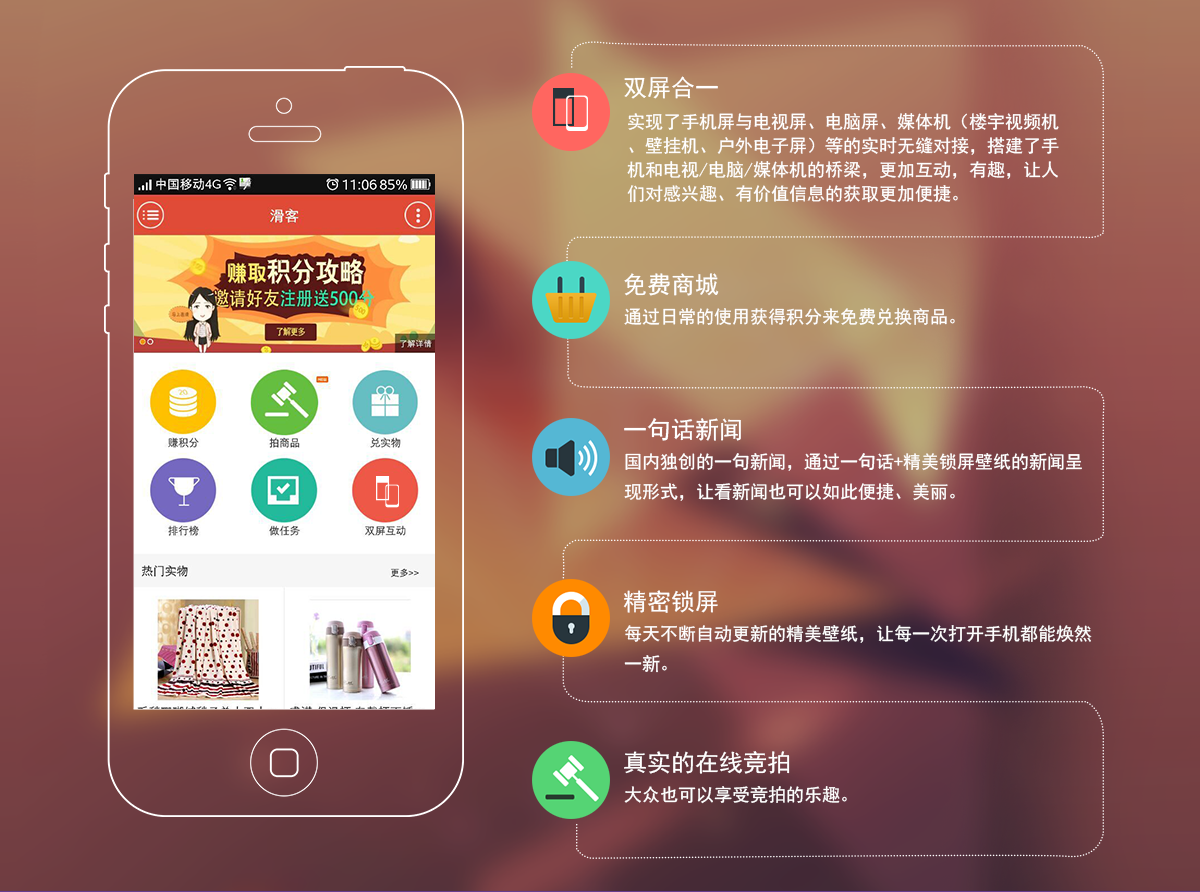 中国移动4G 11:06 85%
滑客
赚取积分攻略
邀请好友注册送500分
马上邀请
了解更多
了解详情
赚积分
拍商品
兑实物
排行榜
做任务
双屏互动
热门实物
更多>>
双屏合一
实现了手机屏与电视屏、电脑屏、媒体机（楼宇视频机
、壁挂机、户外电子屏）等的实时无缝对接，搭建了手
机和电视/电脑/媒体机的桥梁，更加互动，有趣，让人
们对感兴趣、有价值信息的获取更加便捷。
免费商城
通过日常的使用获得积分来免费兑换商品。
一句话新闻
国内独创的一句新闻，通过一句话+精美锁屏壁纸的新闻呈
现形式，让看新闻也可以如此便捷、美丽。
精密锁屏
每天不断自动更新的精美壁纸，让每一次打开手机都能焕然
一新。
真实的在线竞拍
大众也可以享受竞拍的乐趣。